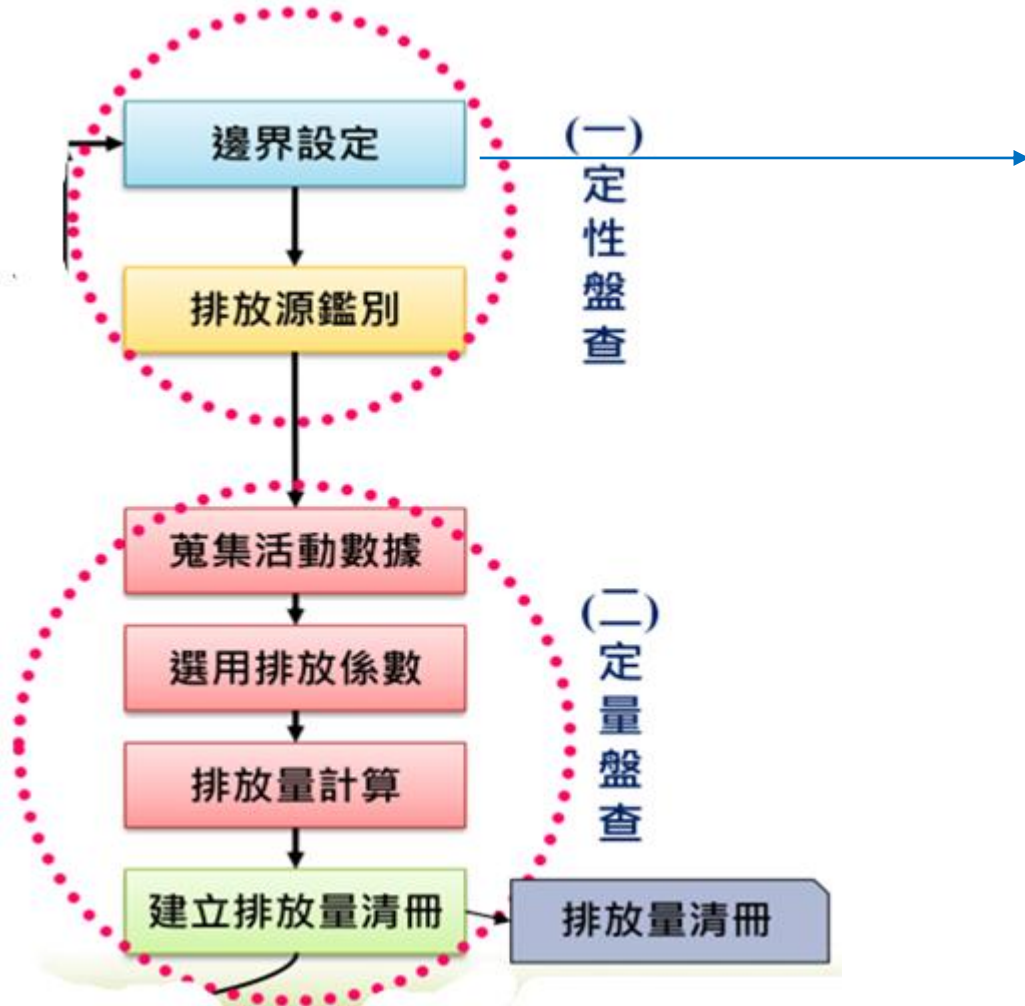 邊界設定
(一)定性盤查
排放源鑑別
蒐集活動數據
選用排放係數
(二)定量盤查
排放量計算
建立排放量清冊
排放量清冊